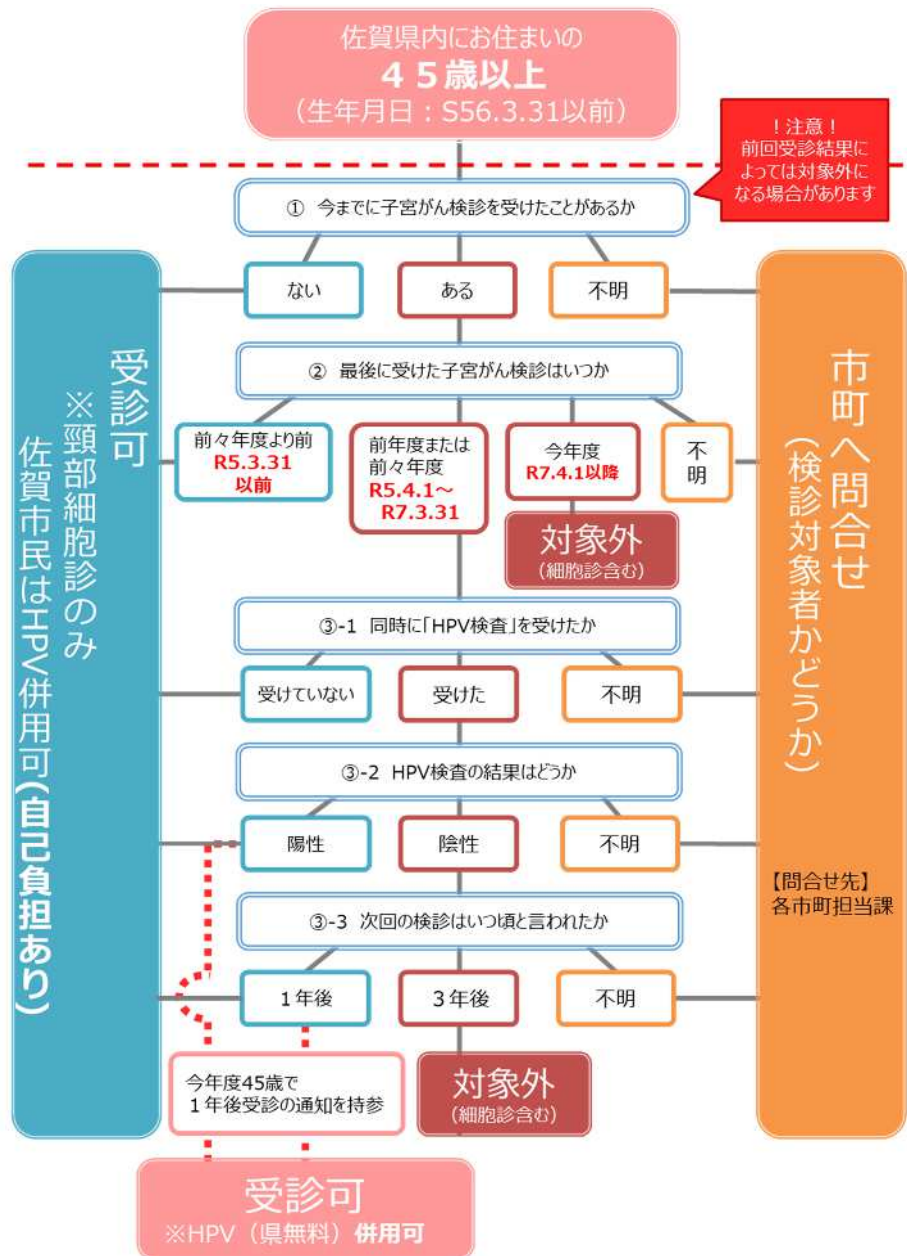 佐賀県内にお住まいの
45歳以上
（生年月日：S56.3.31以前）
！注意！
前回受診結果に
よっては対象外に
なる場合があります
① 今までに子宮がん検診を受けたことがあるか
ない
ある
不明
② 最後に受けた子宮がん検診はいつか
前々年度より前
R5.3.31
以前
前年度または
前々年度
R5.4.1～
R7.3.31
今年度
R7.4.1以降
不
明
対象外
（細胞診含む）
③-1 同時に「HPV検査」を受けたか
受けていない
受けた
不明
③-2 HPV検査の結果はどうか
陽性
陰性
不明
③-3 次回の検診はいつ頃と言われたか
１年後
３年後
不明
今年度45歳で
１年後受診の通知を持参
対象外
（細胞診含む）
受診可
※HPV（県無料）併用可
受診可
※頸部細胞診のみ
佐賀市民はHPV併用可(自己負担あり)
市町へ問合せ
（検診対象者かどうか）
【問合せ先】
各市町担当課